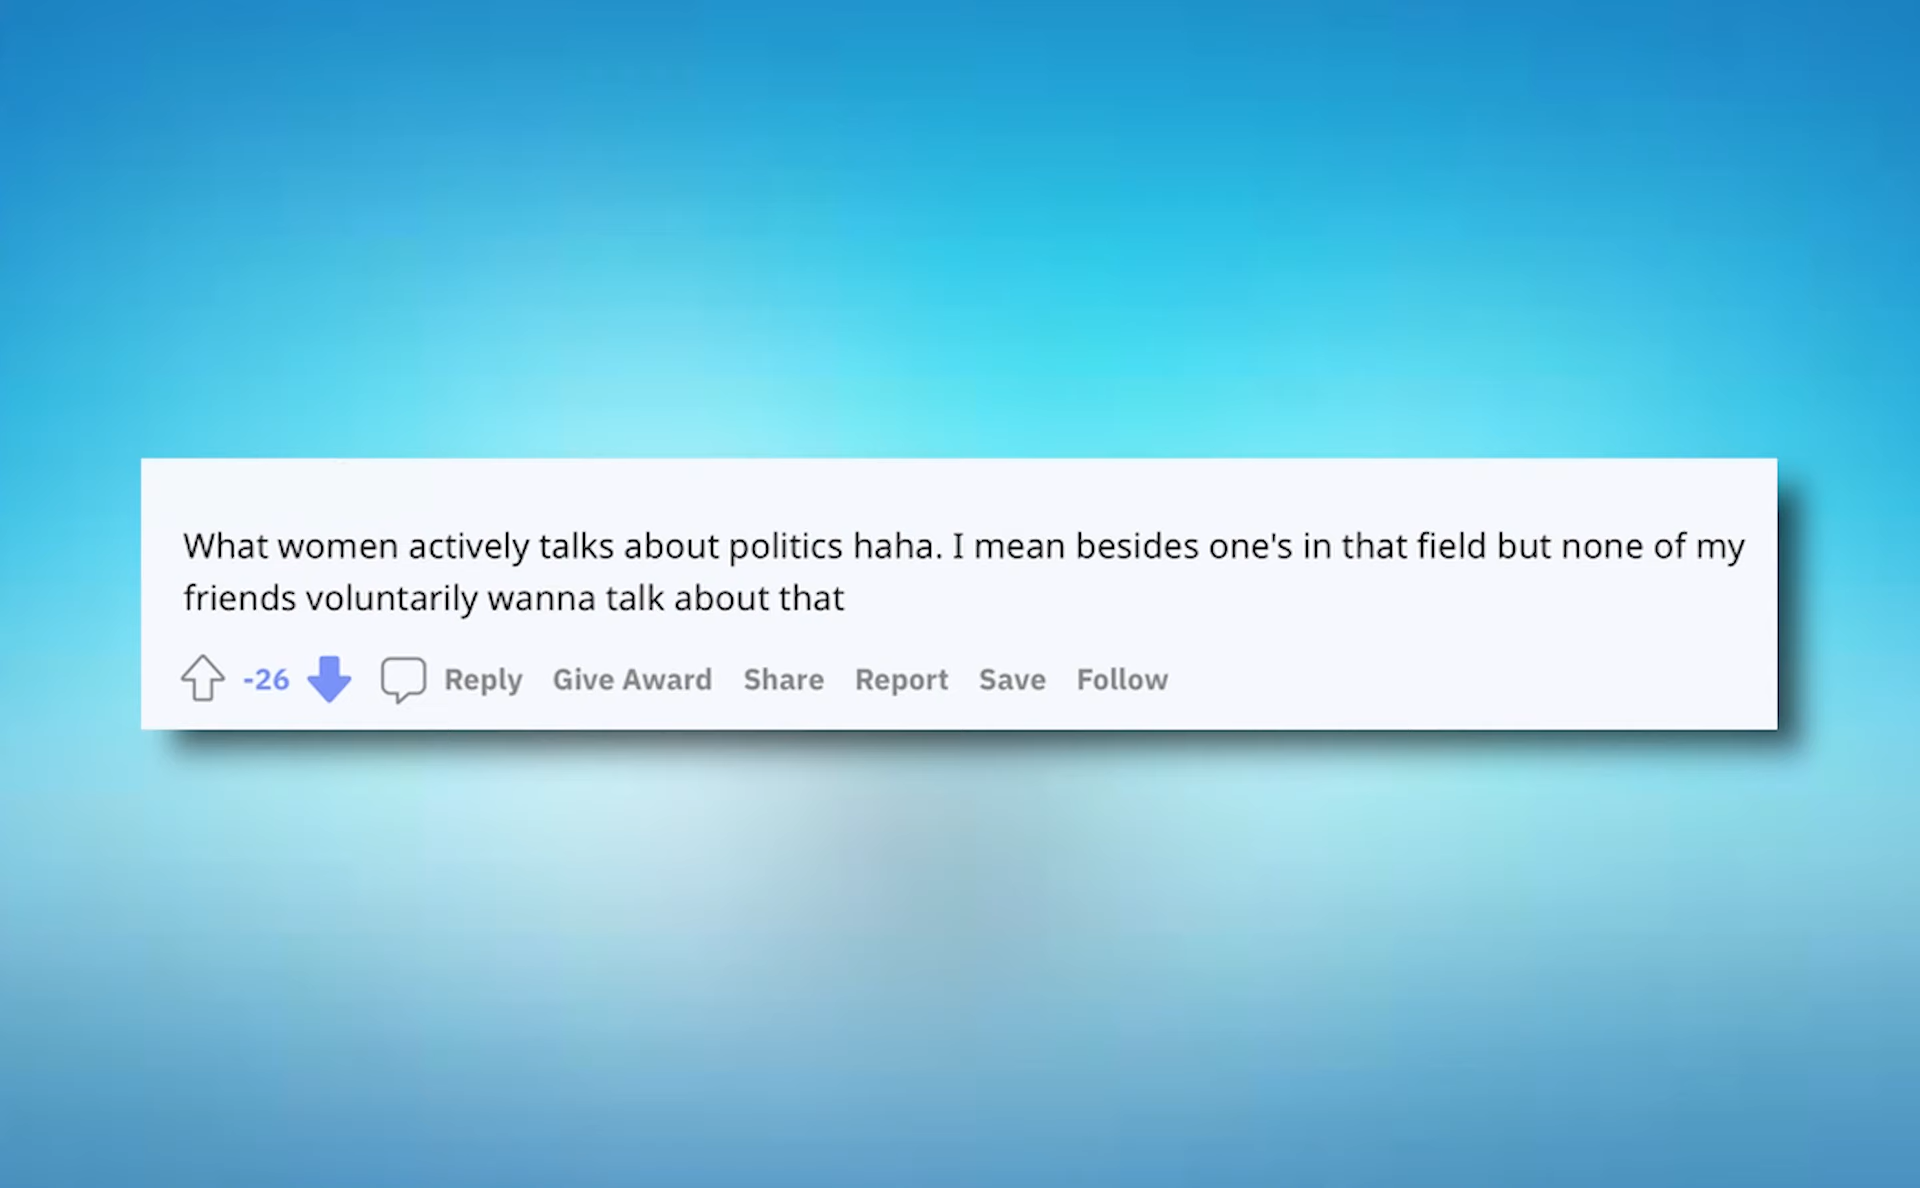 What women actively talks about politics haha. I mean besides one's in that field but none of my
friends voluntarily wanna talk about that
-26 Reply Give Award Share Report Save Follow